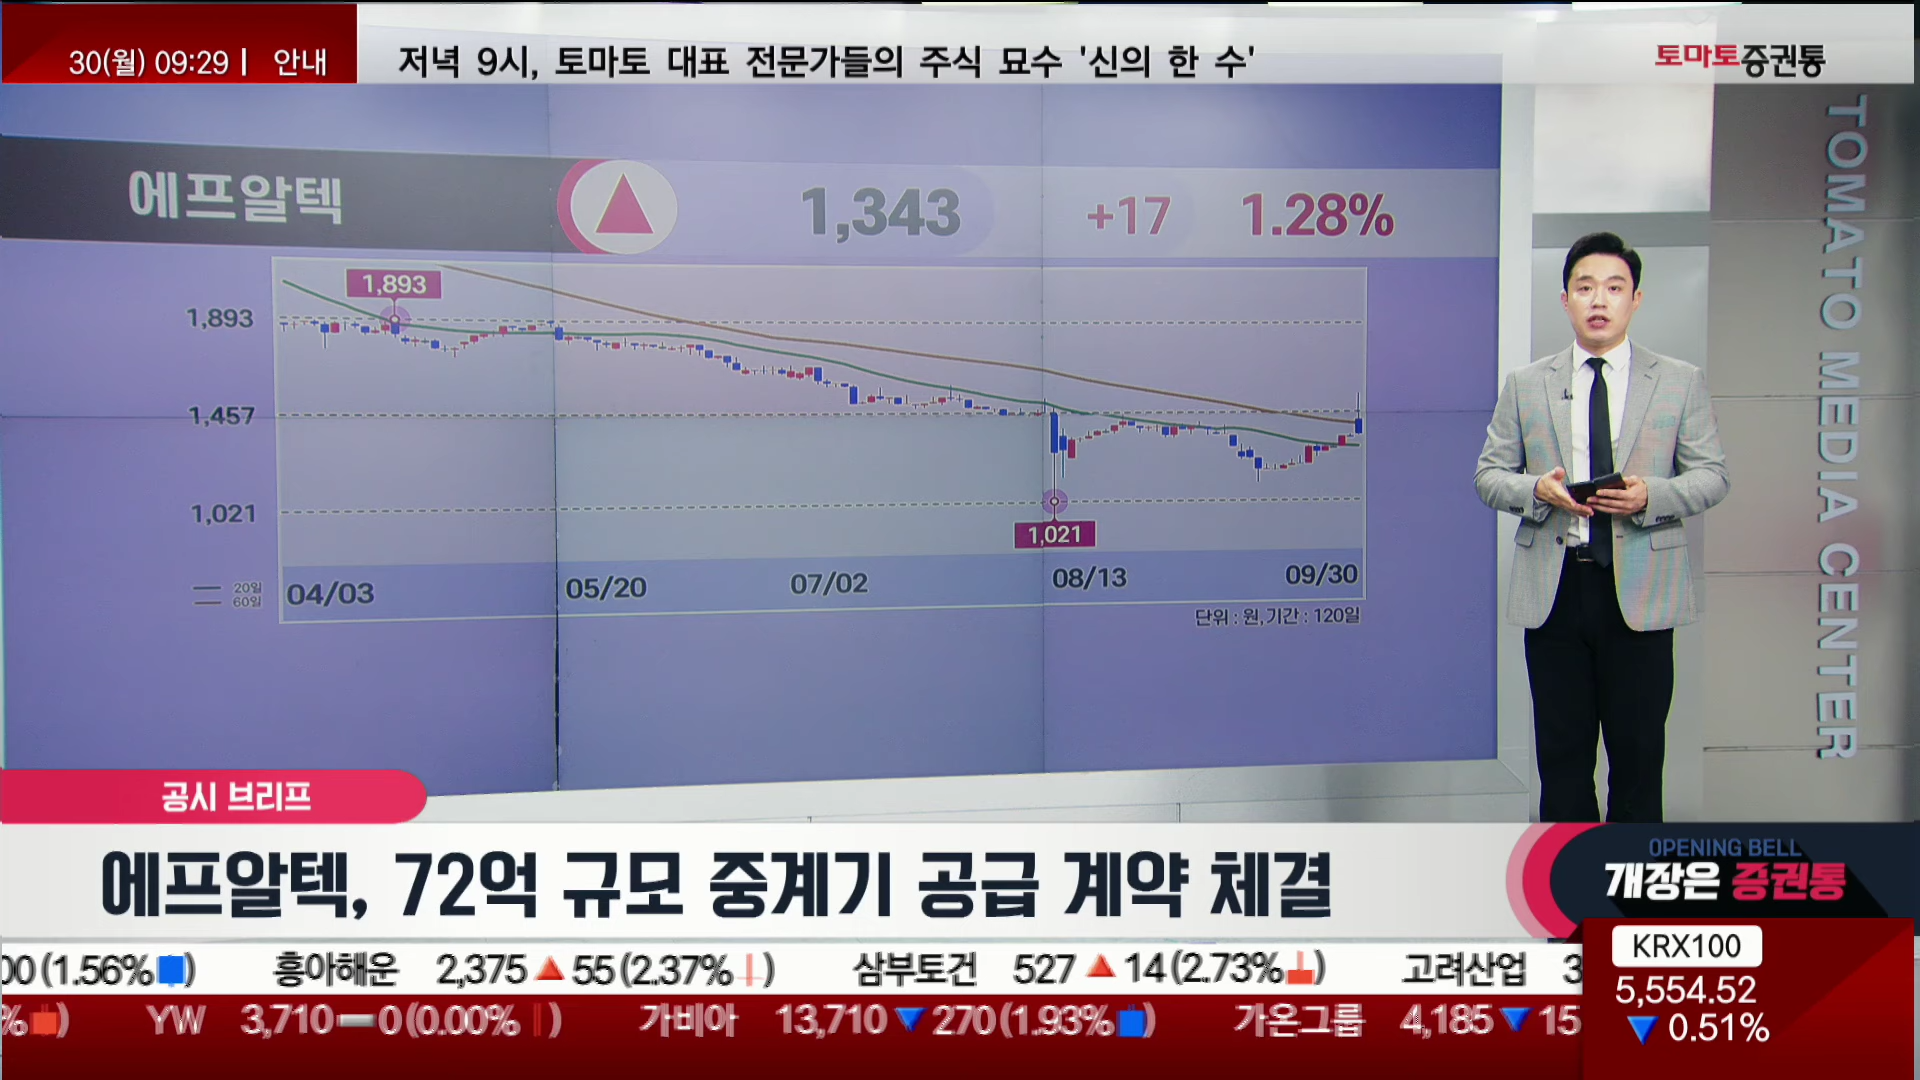 30(월) 09:29 | 안내
저녁 9시, 토마토 대표 전문가들의 주식 묘수 '신의 한 수'
토마토증권통
에프알텍
1,343
+17
1.28%
1,893
1,893
1,457
1,021
1,021
20일
60일
04/03
05/20
07/02
08/13
09/30
단위 : 원, 기간 : 120일
TOMATO MEDIA CENTER
공시 브리프
에프알텍, 72억 규모 중계기 공급 계약 체결
OPENING BELL
개장은 증권통
00(1.56%) 흥아해운 2,375▲55(2.37%) 삼부토건 527▲14(2.73%) 고려산업 3
%) YW 3,710 0(0.00%) 가비아 13,710▼270(1.93%) 가온그룹 4,185▼15
KRX100
5,554.52
▼0.51%